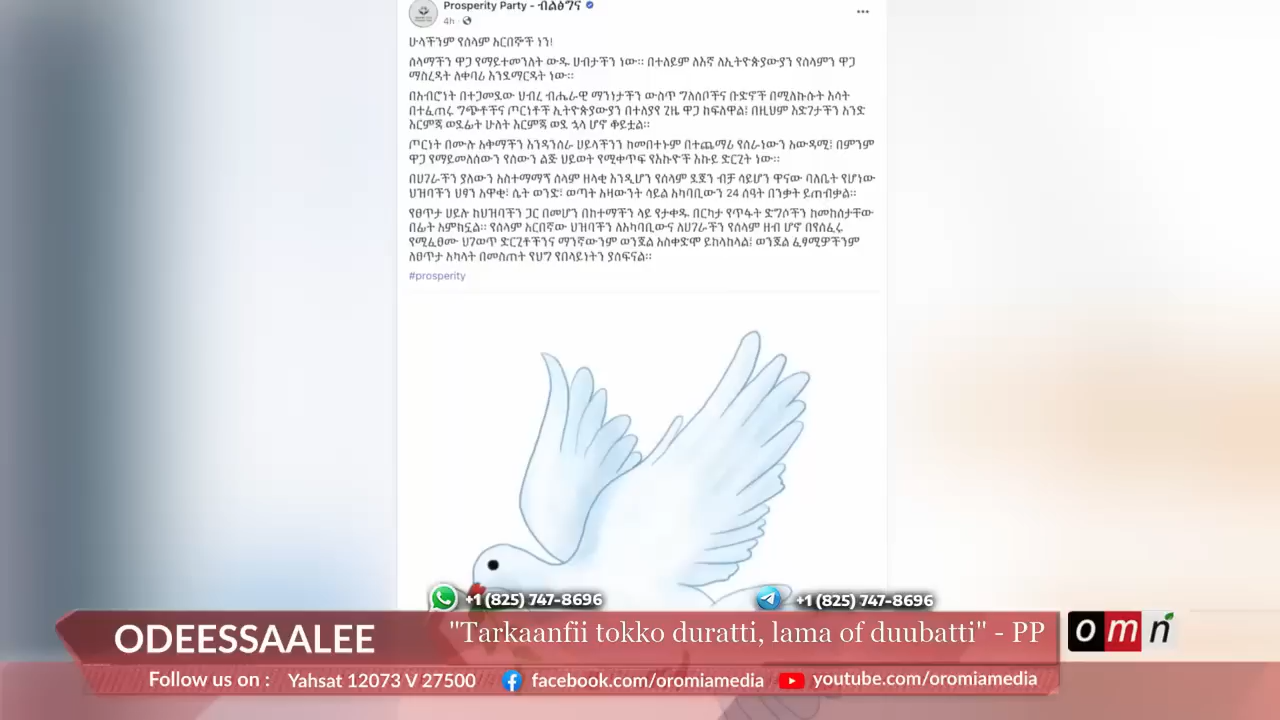 Prosperity Party - ብልፅግና
4h
ሁላችንም የሰላም አርበኞች ነን!
ሰላማችን ዋጋ የማይተመንለት ውዱ ሀብታችን ነው። በተለይም ለእኛ ለኢትዮጵያውያን የሰላምን ዋጋ
ማስረዳት ለቀባሪ እንደማርዳት ነው።
በአብሮነት በተጋመደው ህብረ ብሔራዊ ማንነታችን ውስጥ ግለሰቦችና ቡድኖች በሚለኩሱት እሳት
በተፈጠሩ ግጭቶችና ጦርነቶች ኢትዮጵያውያን በተለያየ ጊዜ ዋጋ ከፍለዋል፤ በዚህም እድገታችን አንድ
እርምጃ ወደፊት ሁለት እርምጃ ወደ ኋላ ሆኖ ቆይቷል።
ጦርነት በሙሉ አቅማችን እንዳንሰራ ሀይላችንን ከመበተኑም በተጨማሪ የሰራነውን አውዳሚ፤ በምንም
ዋጋ የማይመለሰውን የሰውን ልጅ ህይወት የሚቀጥፍ የእኩዮች እኩይ ድርጊት ነው።
በሀገራችን ያለውን አስተማማኝ ሰላም ዘላቂ እንዲሆን የሰላም ደጀን ብቻ ሳይሆን ዋናው ባለቤት የሆነው
ህዝባችን ህፃን አዋቂ፤ ሴት ወንድ፤ ወጣት አዛውንት ሳይል አካባቢውን 24 ሰዓት በንቃት ይጠብቃል።
የፀጥታ ሀይሉ ከህዝባችን ጋር በመሆን በከተማችን ላይ የታቀዱ በርካታ የጥፋት ድግሶችን ከመከሰታቸው
በፊት አምክኗል። የሰላም አርበኛው ህዝባችን ለአካባቢውና ለሀገራችን የሰላም ዘብ ሆኖ በየሰፈሩ
የሚፈፀሙ ህገወጥ ድርጊቶችንና ማንኛውንም ወንጀል አስቀድሞ ይከላከላል፤ ወንጀል ፈፃሚዎችንም
ለፀጥታ አካላት በመስጠት የህግ የበላይነትን ያሰፍናል።
#prosperity
+1 (825) 747-8696
+1 (825) 747-8696
ODEESSAALEE
"Tarkaanfii tokko duratti, lama of duubatti" - PP
omn
Follow us on : Yahsat 12073 V 27500 facebook.com/oromiamedia youtube.com/oromiamedia